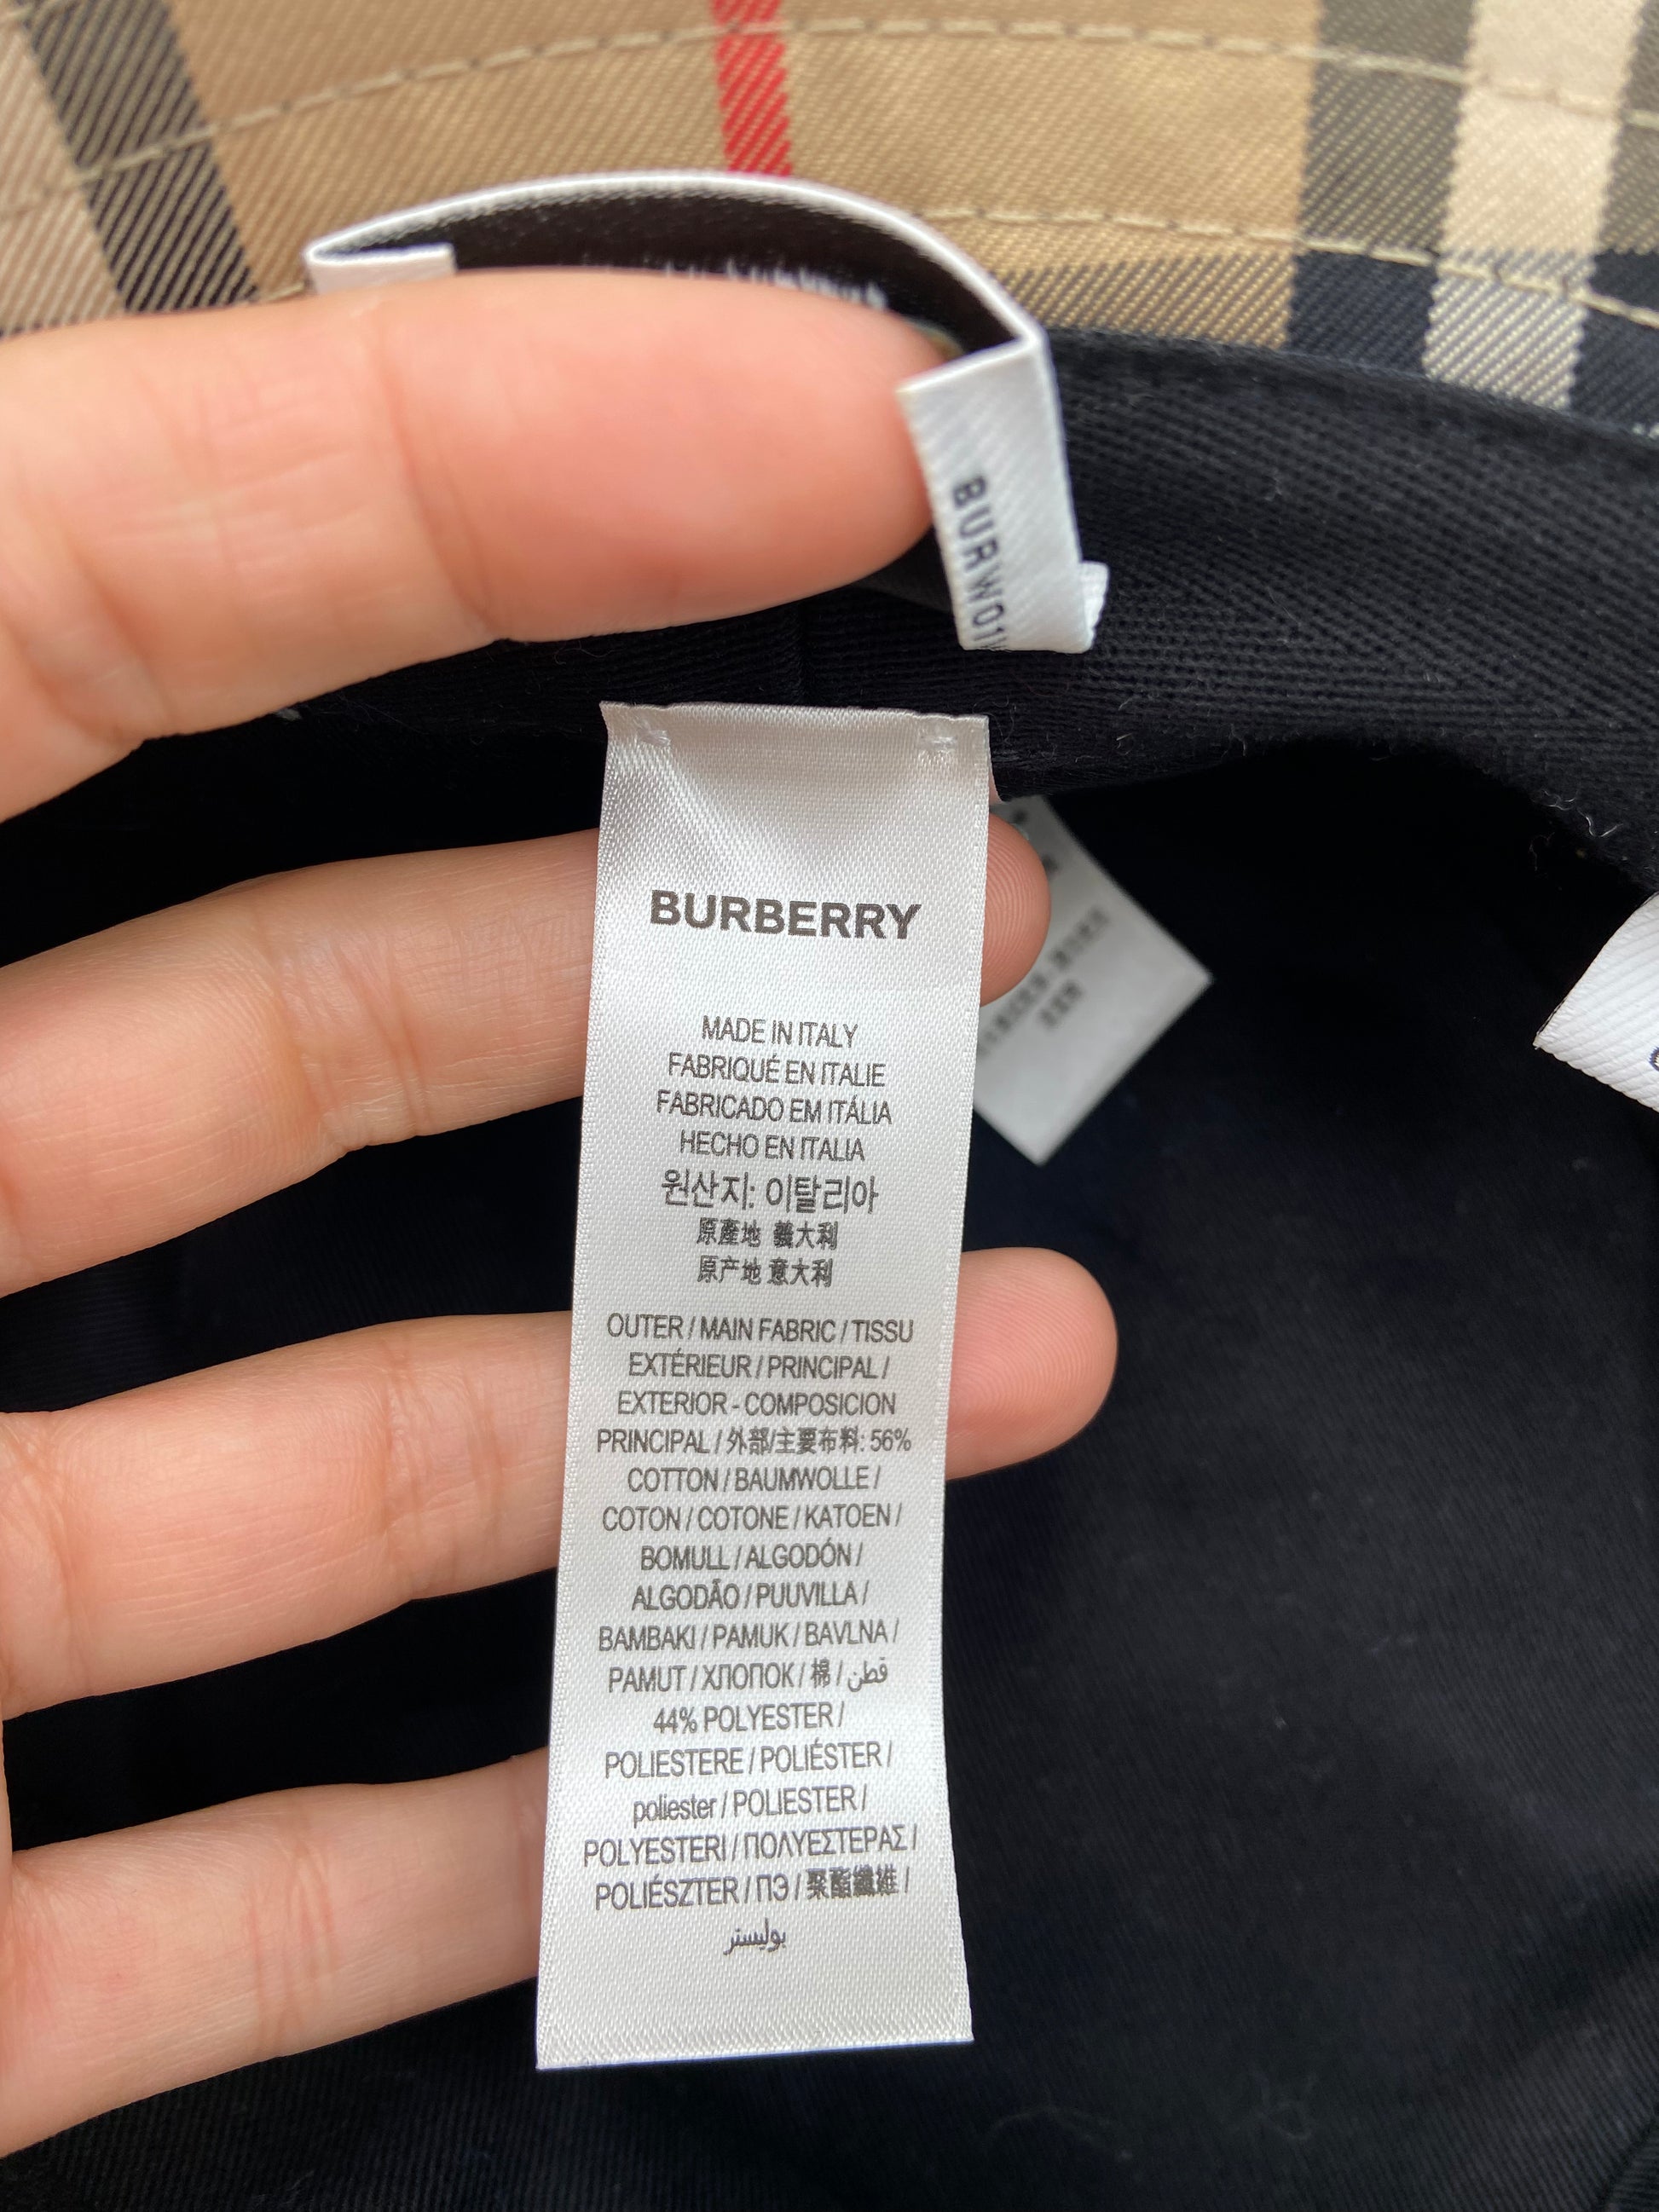 BURW01
BURBERRY
MADE IN ITALY
FABRIQUÉ EN ITALIE
FABRICADO EM ITÁLIA
HECHO EN ITALIA
원산지: 이탈리아
原產地 義大利
原产地 意大利
OUTER / MAIN FABRIC / TISSU
EXTÉRIEUR / PRINCIPAL /
EXTERIOR - COMPOSICION
PRINCIPAL / 外部/主要布料: 56%
COTTON / BAUMWOLLE /
COTON / COTONE / KATOEN /
BOMULL / ALGODÓN /
ALGODÃO / PUUVILLA /
BAMBAKI / PAMUK / BAVLNA /
PAMUT / ХЛОПОК / 棉 / قطن
44% POLYESTER /
POLIESTERE / POLIÉSTER /
poliester / POLIESTER /
POLYESTERI / ΠΟΛΥΕΣΤΕΡΑΣ /
POLIÉSZTER / ПЭ / 聚酯纖維 /
بوليستر